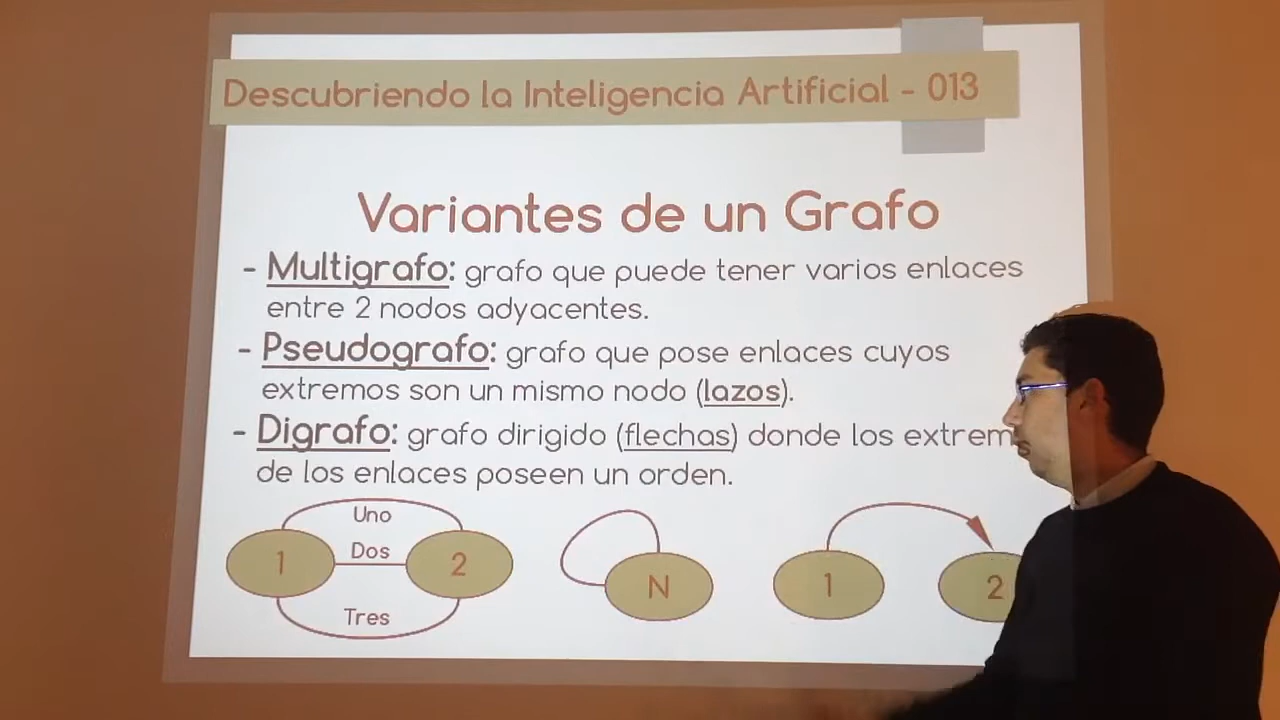 Descubriendo la Inteligencia Artificial - 013
Variantes de un Grafo
- Multigrafo: grafo que puede tener varios enlaces
entre 2 nodos adyacentes.
- Pseudografo: grafo que pose enlaces cuyos
extremos son un mismo nodo (lazos).
- Digrafo: grafo dirigido (flechas) donde los extrem
de los enlaces poseen un orden.
Uno
1 Dos 2
Tres
N
1 2